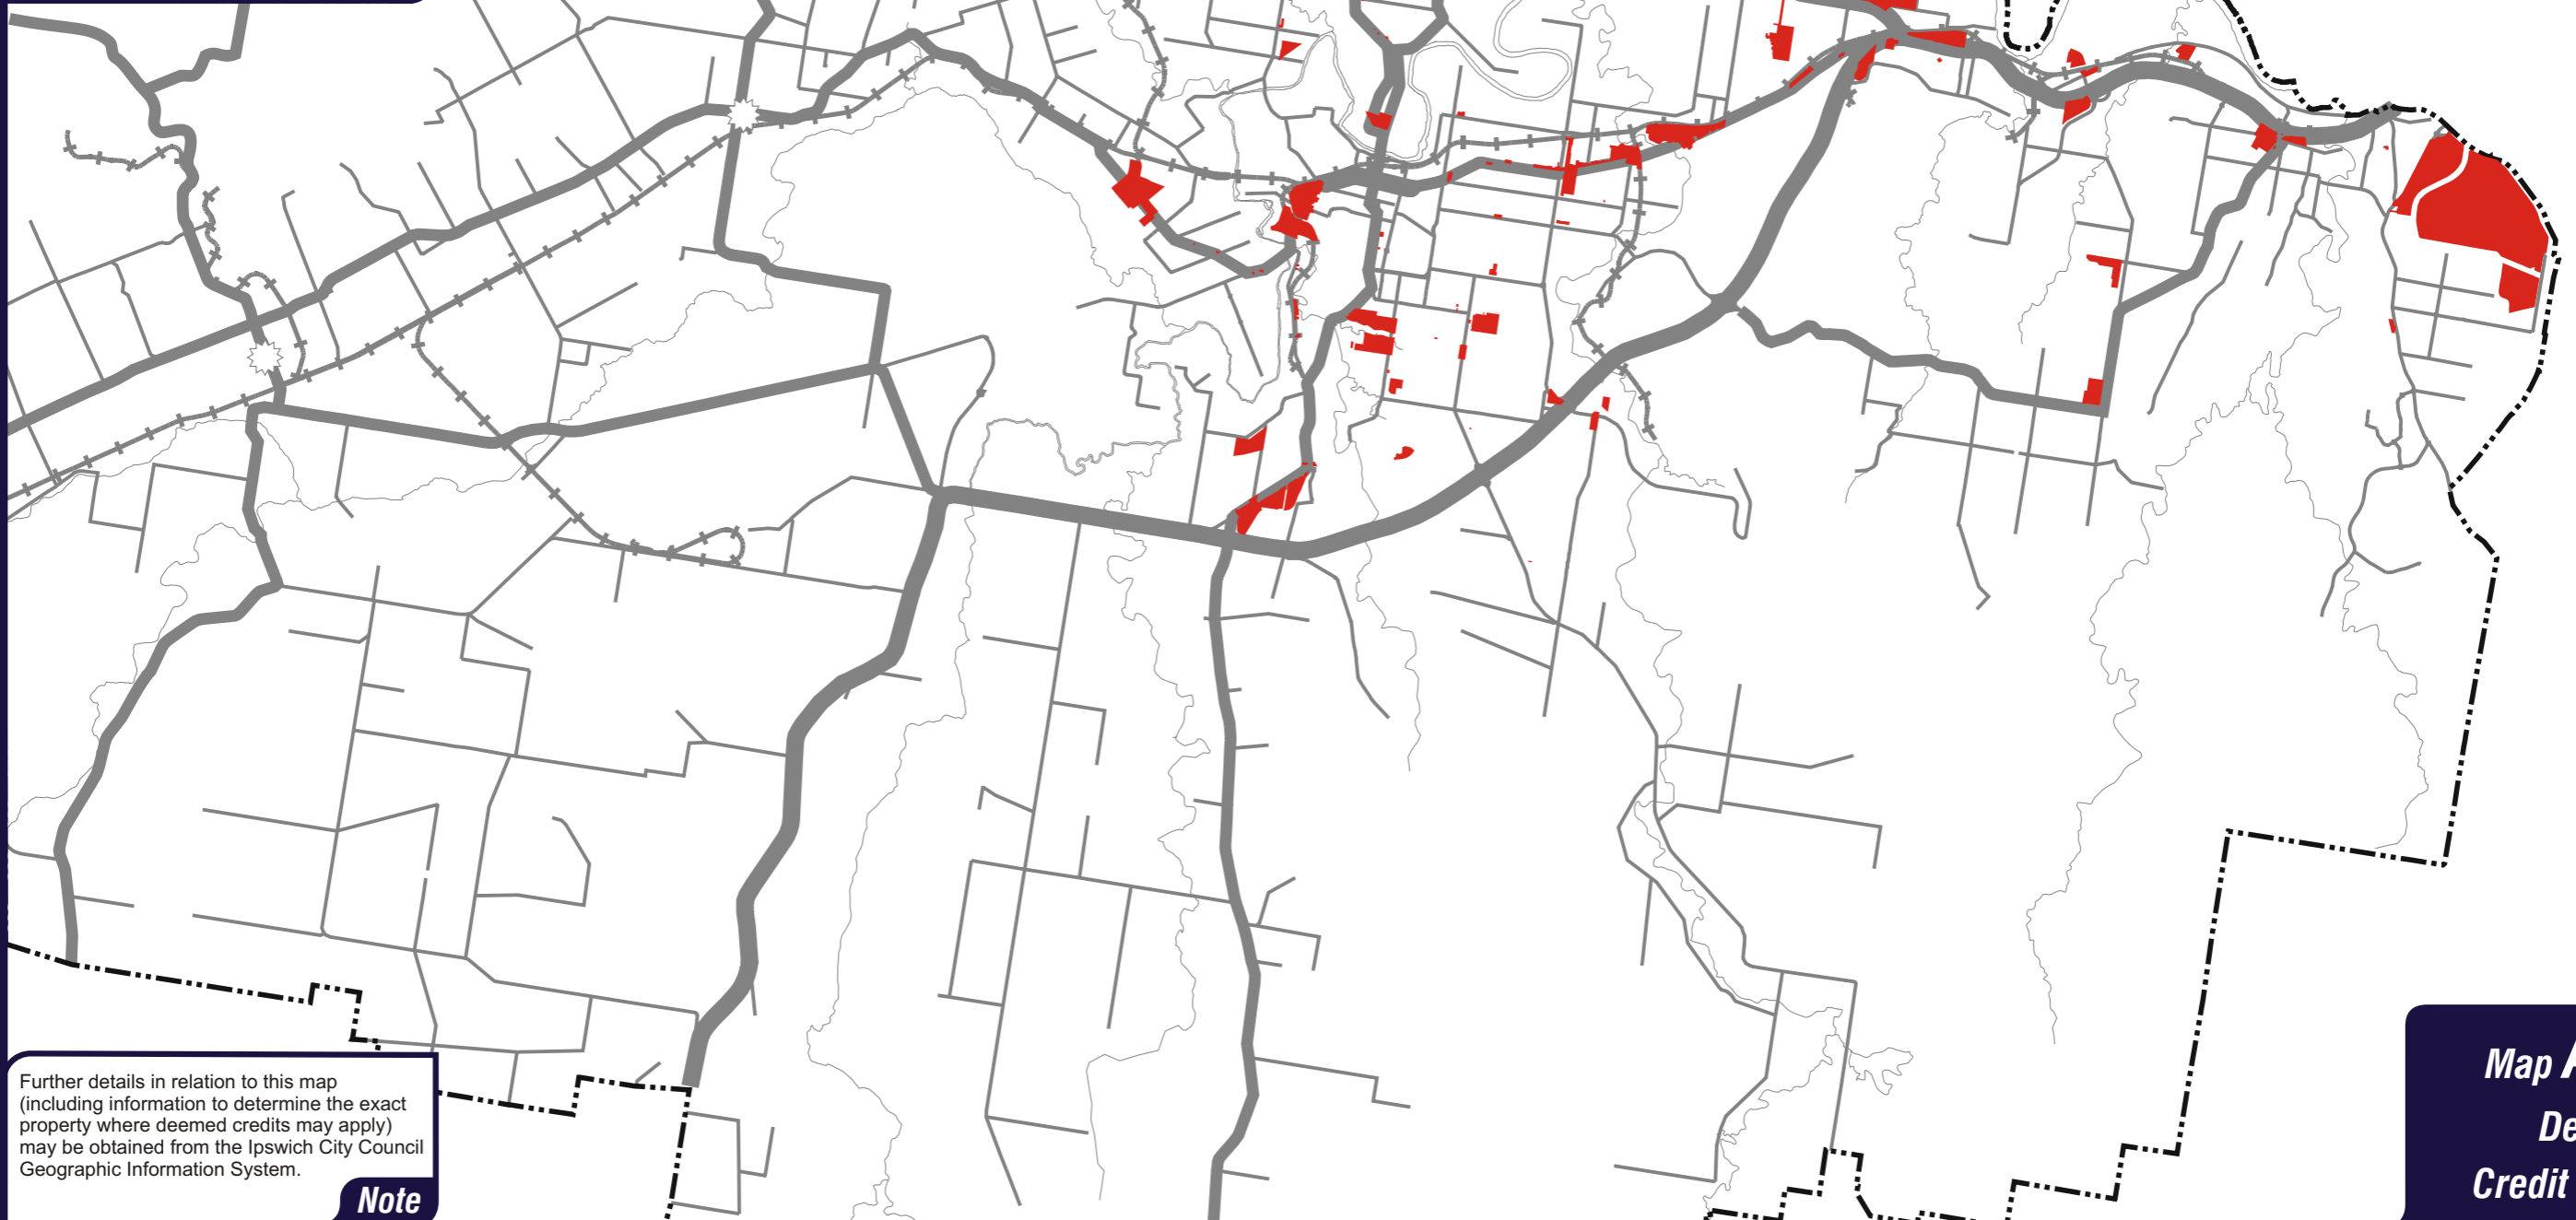 Further details in relation to this map
(including information to determine the exact
property where deemed credits may apply)
may be obtained from the Ipswich City Council
Geographic Information System.
Note
Map A
De
Credit